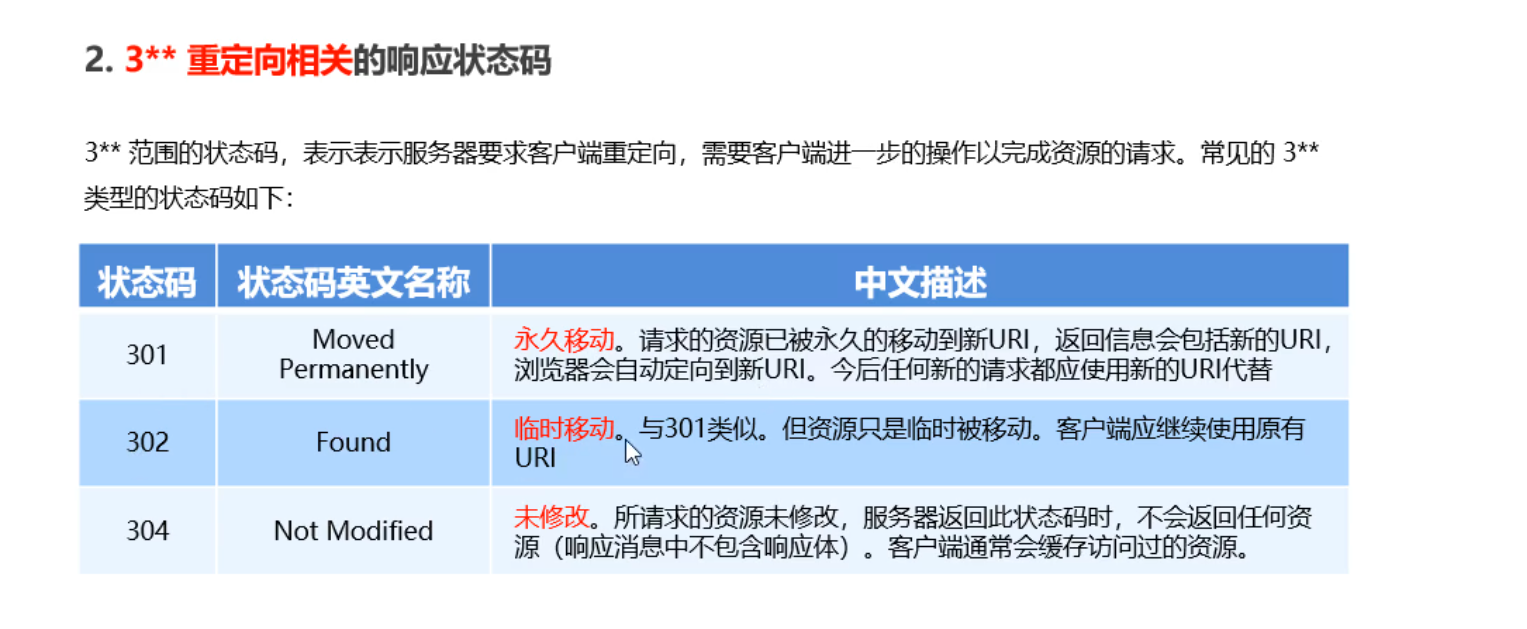 2. 3** 重定向相关的响应状态码
3** 范围的状态码，表示表示服务器要求客户端重定向，需要客户端进一步的操作以完成资源的请求。常见的 3**
类型的状态码如下：
状态码 状态码英文名称 中文描述
301 Moved Permanently 永久移动。请求的资源已被永久的移动到新URI，返回信息会包括新的URI，
浏览器会自动定向到新URI。今后任何新的请求都应使用新的URI代替
302 Found 临时移动。与301类似。但资源只是临时被移动。客户端应继续使用原有
URI
304 Not Modified 未修改。所请求的资源未修改，服务器返回此状态码时，不会返回任何资
源（响应消息中不包含响应体）。客户端通常会缓存访问过的资源。